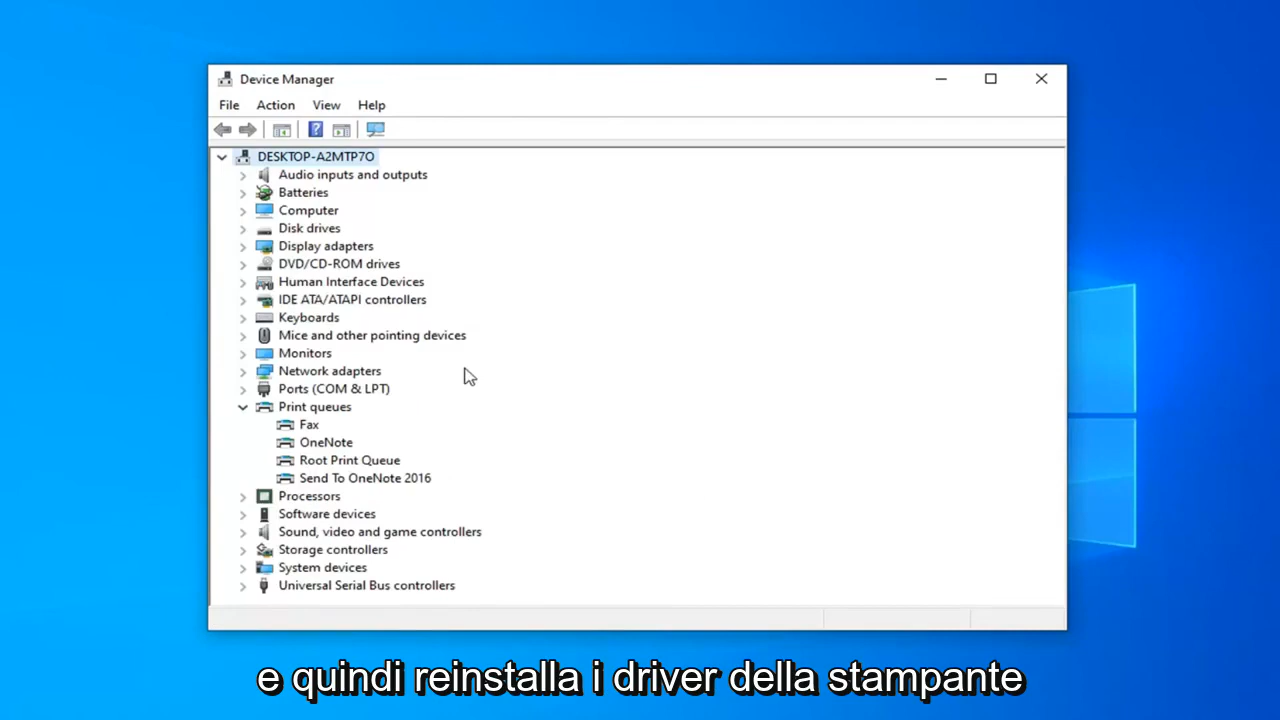 Device Manager
File Action View Help
DESKTOP-A2MTP7O
Audio inputs and outputs
Batteries
Computer
Disk drives
Display adapters
DVD/CD-ROM drives
Human Interface Devices
IDE ATA/ATAPI controllers
Keyboards
Mice and other pointing devices
Monitors
Network adapters
Ports (COM & LPT)
Print queues
Fax
OneNote
Root Print Queue
Send To OneNote 2016
Processors
Software devices
Sound, video and game controllers
Storage controllers
System devices
Universal Serial Bus controllers
e quindi reinstalla i driver della stampante